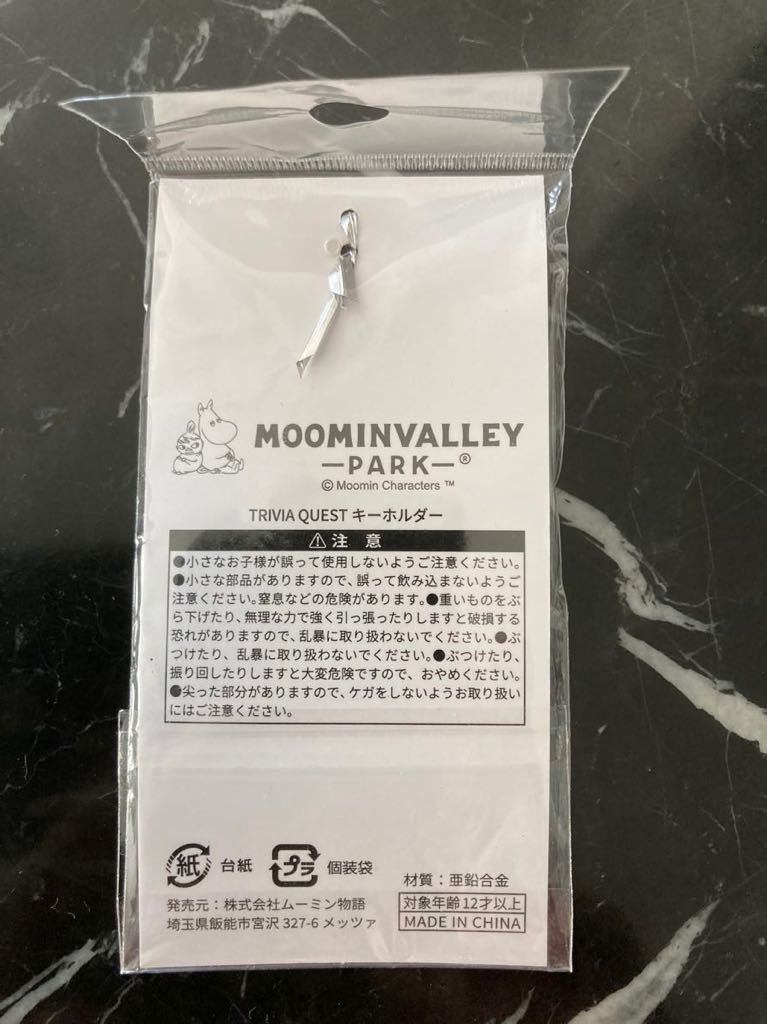 MOOMINVALLEY
PARK®
© Moomin Characters ™
TRIVIA QUEST キーホルダー
⚠注 意
●小さなお子様が誤って使用しないようご注意ください。
●小さな部品がありますので、誤って飲み込まないようご
注意ください。窒息などの危険があります。●重いものをぶ
ら下げたり、無理な力で強く引っ張ったりしますと破損する
恐れがありますので、乱暴に取り扱わないでください。●ぶ
つけたり、乱暴に取り扱わないでください。●ぶつけたり、
振り回したりしますと大変危険ですので、おやめください。
●尖った部分がありますので、ケガをしないようお取り扱い
にはご注意ください。
紙 台紙 プラ 個装袋
材質：亜鉛合金
発売元：株式会社ムーミン物語
埼玉県飯能市宮沢 327-6 メッツァ
対象年齢12才以上
MADE IN CHINA